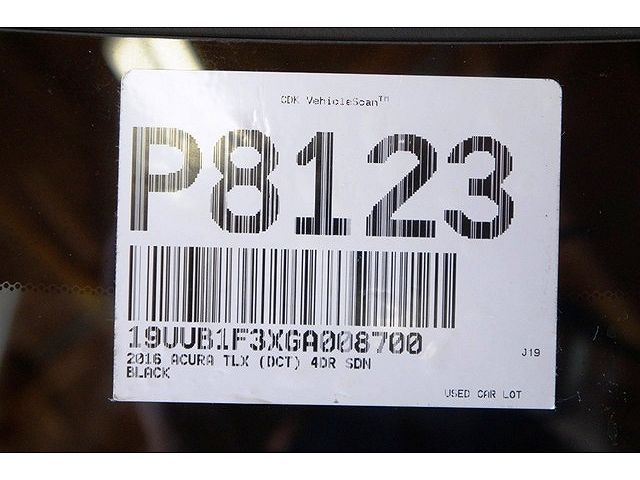 CDK VehicleScan™
P8123
19UUB1F3XGA008700
2016 ACURA TLX (DCT) 4DR SDN
BLACK
J19
USED CAR LOT